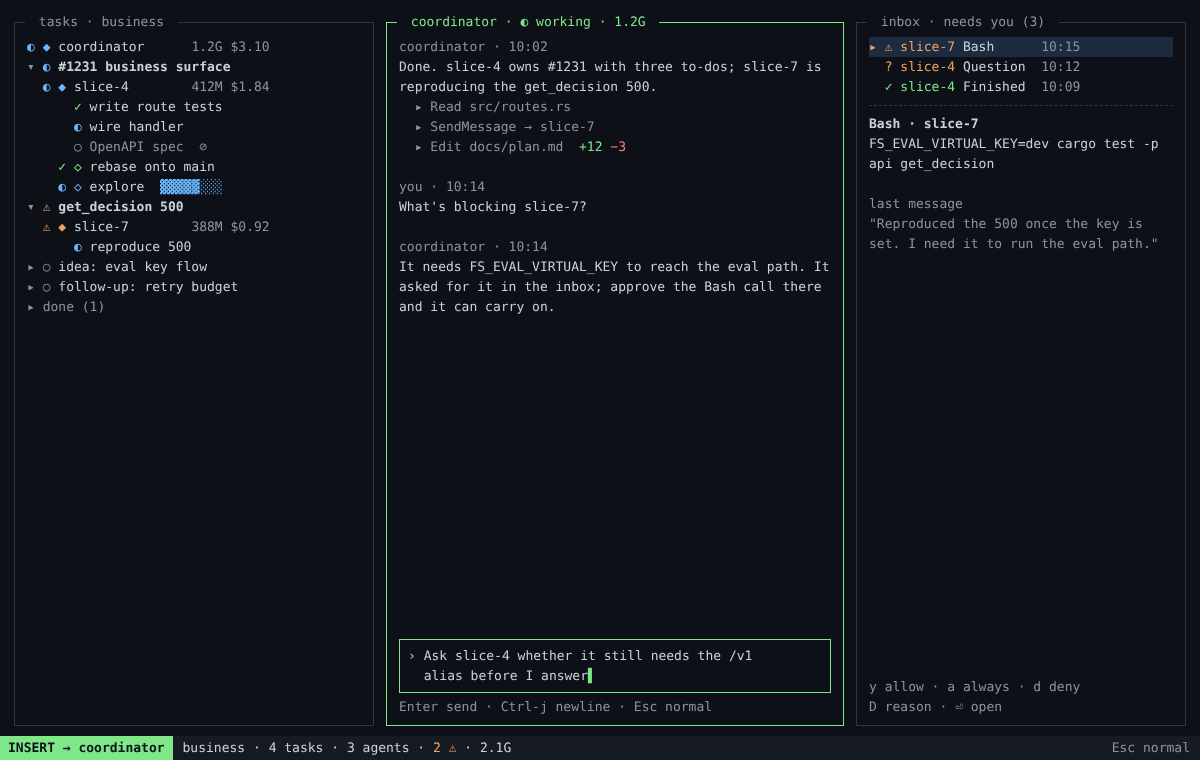 tasks · business
◐ ◆ coordinator 1.2G $3.10
▾ ◐ #1231 business surface
◐ ◆ slice-4 412M $1.84
✓ write route tests
◐ wire handler
○ OpenAPI spec ⊘
✓ ◇ rebase onto main
◐ ◇ explore ▓▓▓▓▓░░░
▾ ⚠ get_decision 500
⚠ ◆ slice-7 388M $0.92
◐ reproduce 500
▸ ○ idea: eval key flow
▸ ○ follow-up: retry budget
▸ done (1)
coordinator · ◐ working · 1.2G
coordinator · 10:02
Done. slice-4 owns #1231 with three to-dos; slice-7 is
reproducing the get_decision 500.
▸ Read src/routes.rs
▸ SendMessage → slice-7
▸ Edit docs/plan.md +12 −3
you · 10:14
What's blocking slice-7?
coordinator · 10:14
It needs FS_EVAL_VIRTUAL_KEY to reach the eval path. It
asked for it in the inbox; approve the Bash call there
and it can carry on.
› Ask slice-4 whether it still needs the /v1
alias before I answer
Enter send · Ctrl-j newline · Esc normal
inbox · needs you (3)
▸ ⚠ slice-7 Bash 10:15
? slice-4 Question 10:12
✓ slice-4 Finished 10:09
Bash · slice-7
FS_EVAL_VIRTUAL_KEY=dev cargo test -p
api get_decision
last message
"Reproduced the 500 once the key is
set. I need it to run the eval path."
y allow · a always · d deny
D reason · ⏎ open
INSERT → coordinator business · 4 tasks · 3 agents · 2 ⚠ · 2.1G Esc normal